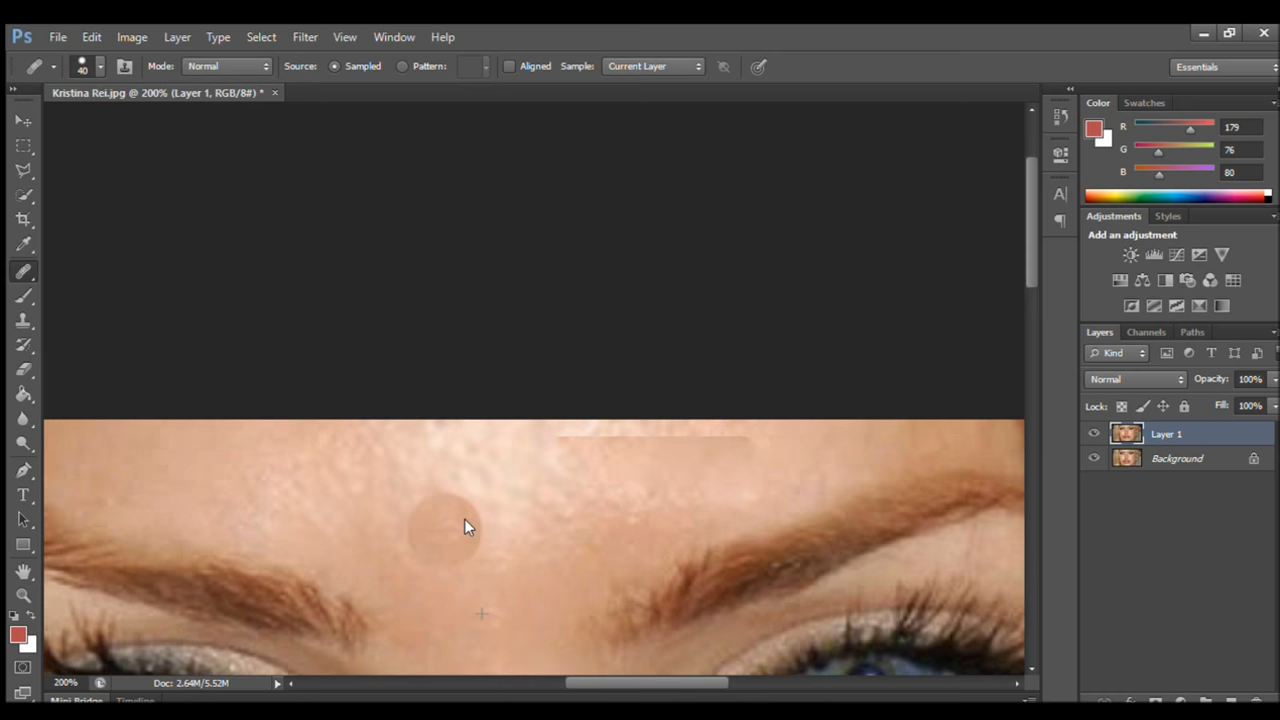 Ps File Edit Image Layer Type Select Filter View Window Help
40 Mode: Normal Source: Sampled Pattern: Aligned Sample: Current Layer Essentials
Kristina Rei.jpg @ 200% (Layer 1, RGB/8#) * ×
Color Swatches
R 179
G 76
B 80
Adjustments Styles
Add an adjustment
Layers Channels Paths
Kind
Normal Opacity: 100%
Lock: Fill: 100%
Layer 1
Background
200% Doc: 2.64M/5.52M
Mini Bridge Timeline